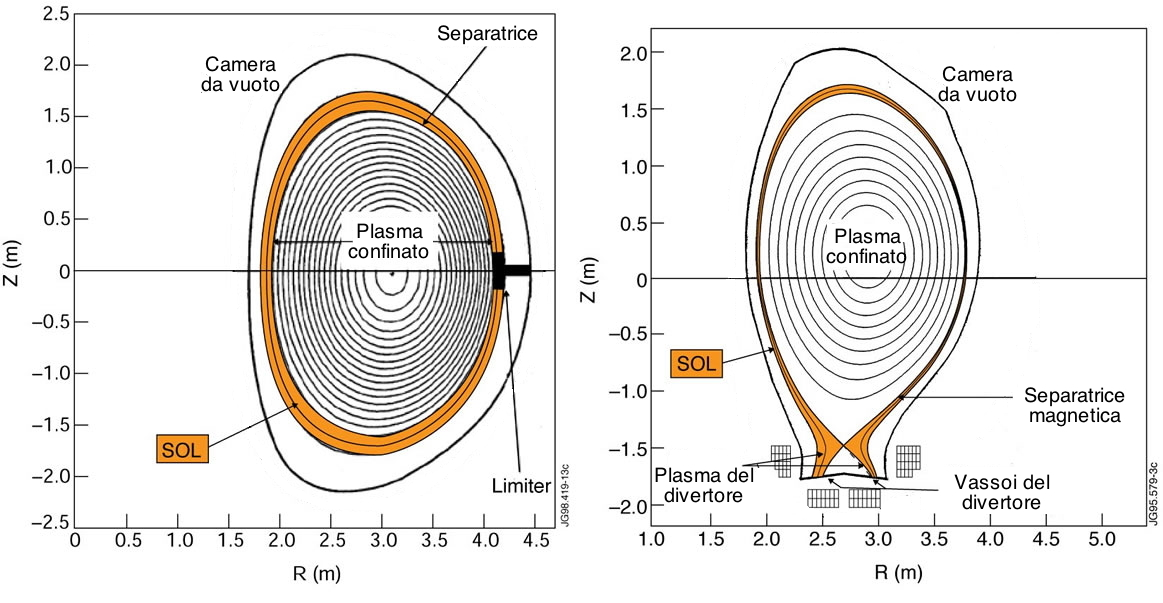 2.5
2.0
1.5
1.0
0.5
0
–0.5
–1.0
–1.5
–2.0
–2.5
Z (m)
Separatrice
Camera
da vuoto
Plasma
confinato
SOL
Limiter
JG98.419-13c
0
0.5
1.0
1.5
2.0
2.5
3.0
3.5
4.0
4.5
R (m)
2.0
1.5
1.0
0.5
0
–0.5
–1.0
–1.5
–2.0
Z (m)
Camera
da vuoto
Plasma
confinato
SOL
Separatrice
magnetica
Plasma del
divertore
Vassoi del
divertore
JG95.579-3c
1.0
1.5
2.0
2.5
3.0
3.5
4.0
4.5
5.0
R (m)